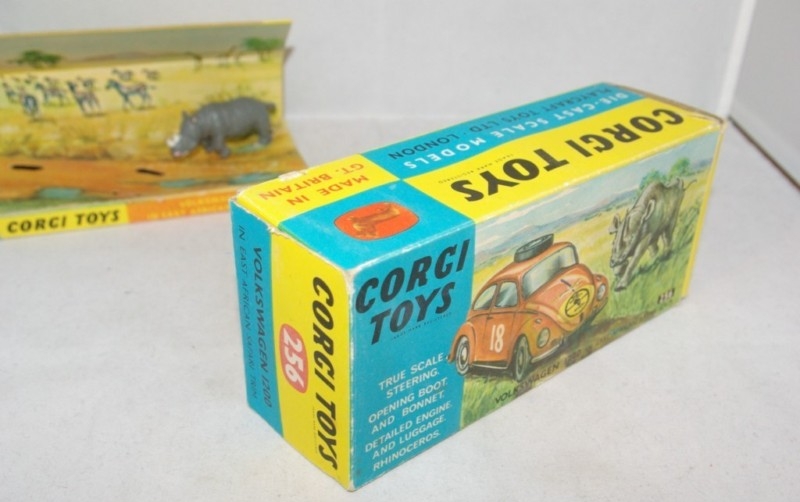 CORGI TOYS
DIE-CAST SCALE MODELS
PLAYCRAFT TOYS LTD. LONDON
CORGI TOYS
MADE IN
GT. BRITAIN
CORGI
TOYS
TRUE SCALE.
STEERING.
OPENING BOOT.
AND BONNET.
DETAILED ENGINE.
AND LUGGAGE.
RHINOCEROS.
18
VOLKSWAGEN
256
CORGI TOYS
256
VOLKSWAGEN 1200
IN EAST AFRICAN SAFARI TRIM